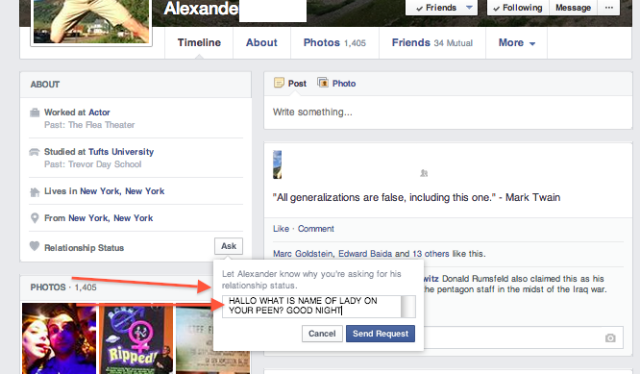 Alexander
Friends
Following
Message
Timeline
About
Photos 1,405
Friends 34 Mutual
More
ABOUT
Worked at Actor
Past: The Flea Theater
Studied at Tufts University
Past: Trevor Day School
Lives in New York, New York
From New York, New York
Relationship Status
Ask
PHOTOS · 1,405
Ripped!
Post
Photo
Write something...
"All generalizations are false, including this one." - Mark Twain
Like · Comment
Marc Goldstein, Edward Baida and 13 others like this.
witz Donald Rumsfeld also claimed this as his
the pentagon staff in the midst of the Iraq war.
Let Alexander know why you're asking for his
relationship status.
HALLO WHAT IS NAME OF LADY ON
YOUR PEEN? GOOD NIGHT
Cancel
Send Request